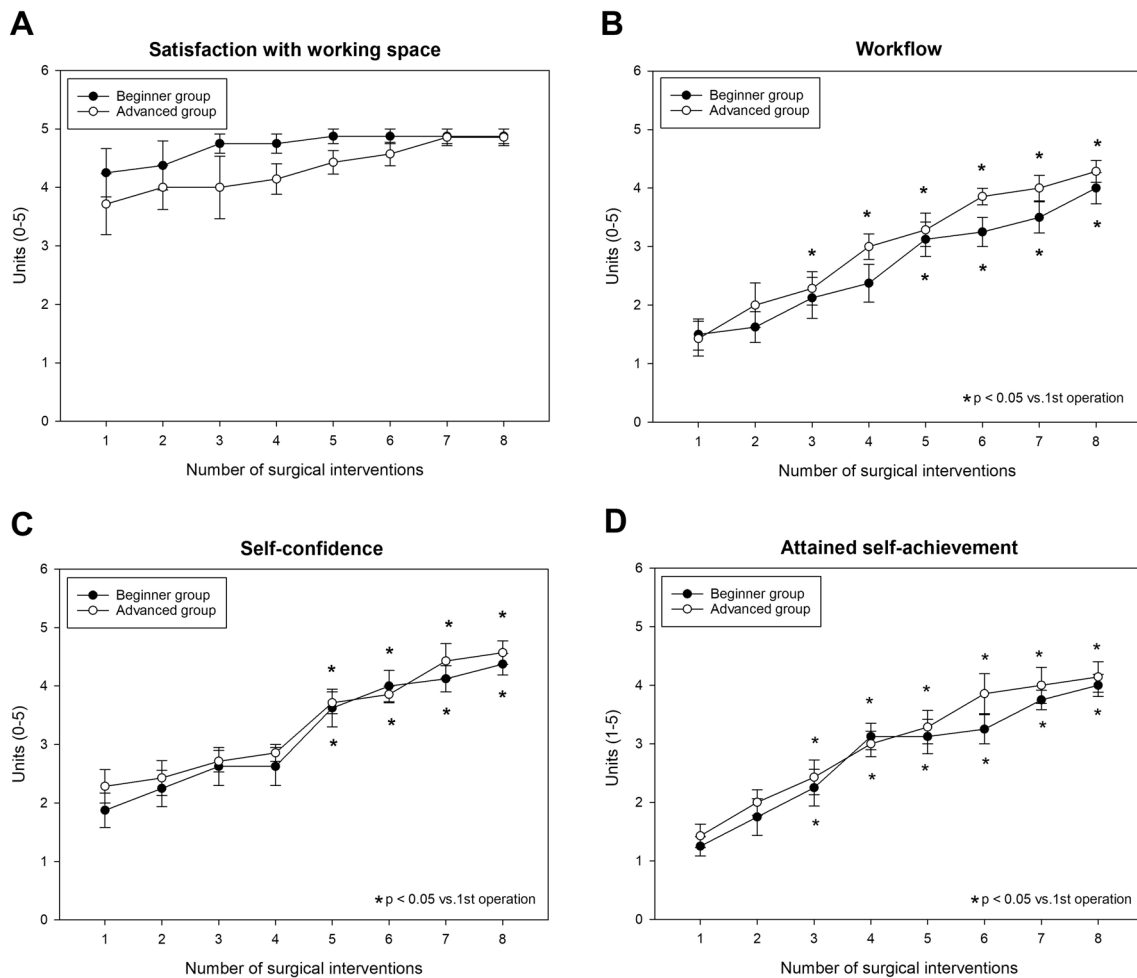 A
Satisfaction with working space
6
5
4
3
2
1
0
Units (0-5)
Beginner group
Advanced group
1 2 3 4 5 6 7 8
Number of surgical interventions
B
Workflow
6
5
4
3
2
1
0
Units (0-5)
Beginner group
Advanced group
* * * * * *
* * * *
* p < 0.05 vs.1st operation
1 2 3 4 5 6 7 8
Number of surgical interventions
C
Self-confidence
6
5
4
3
2
1
0
Units (0-5)
Beginner group
Advanced group
* * * *
* * * *
* p < 0.05 vs.1st operation
1 2 3 4 5 6 7 8
Number of surgical interventions
D
Attained self-achievement
6
5
4
3
2
1
0
Units (1-5)
Beginner group
Advanced group
* * * * * *
* * * * * *
* p < 0.05 vs.1st operation
1 2 3 4 5 6 7 8
Number of surgical interventions